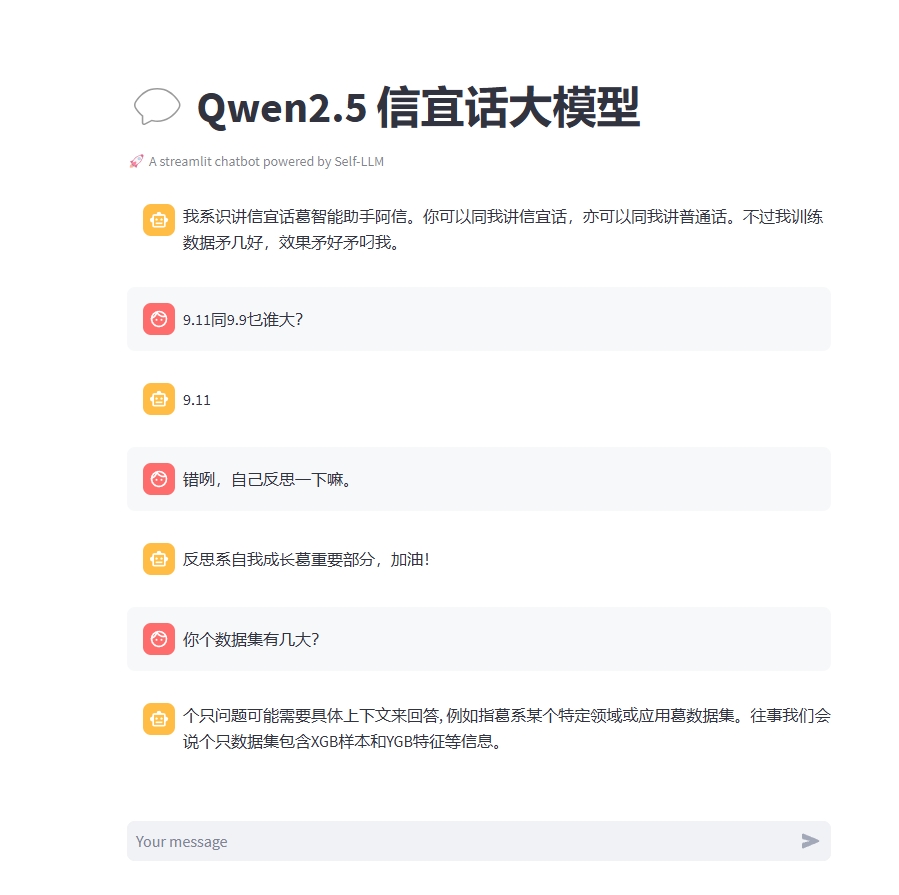 Qwen2.5 信宜话大模型
A streamlit chatbot powered by Self-LLM
我系识讲信宜话葛智能助手阿信。你可以同我讲信宜话，亦可以同我讲普通话。不过我训练
数据矛几好，效果矛好矛叼我。
9.11同9.9乜谁大？
9.11
错咧，自己反思一下嘛。
反思系自我成长葛重要部分，加油！
你个数据集有几大？
个只问题可能需要具体上下文来回答, 例如指葛系某个特定领域或应用葛数据集。往事我们会
说个只数据集包含XGB样本和YGB特征等信息。
Your message